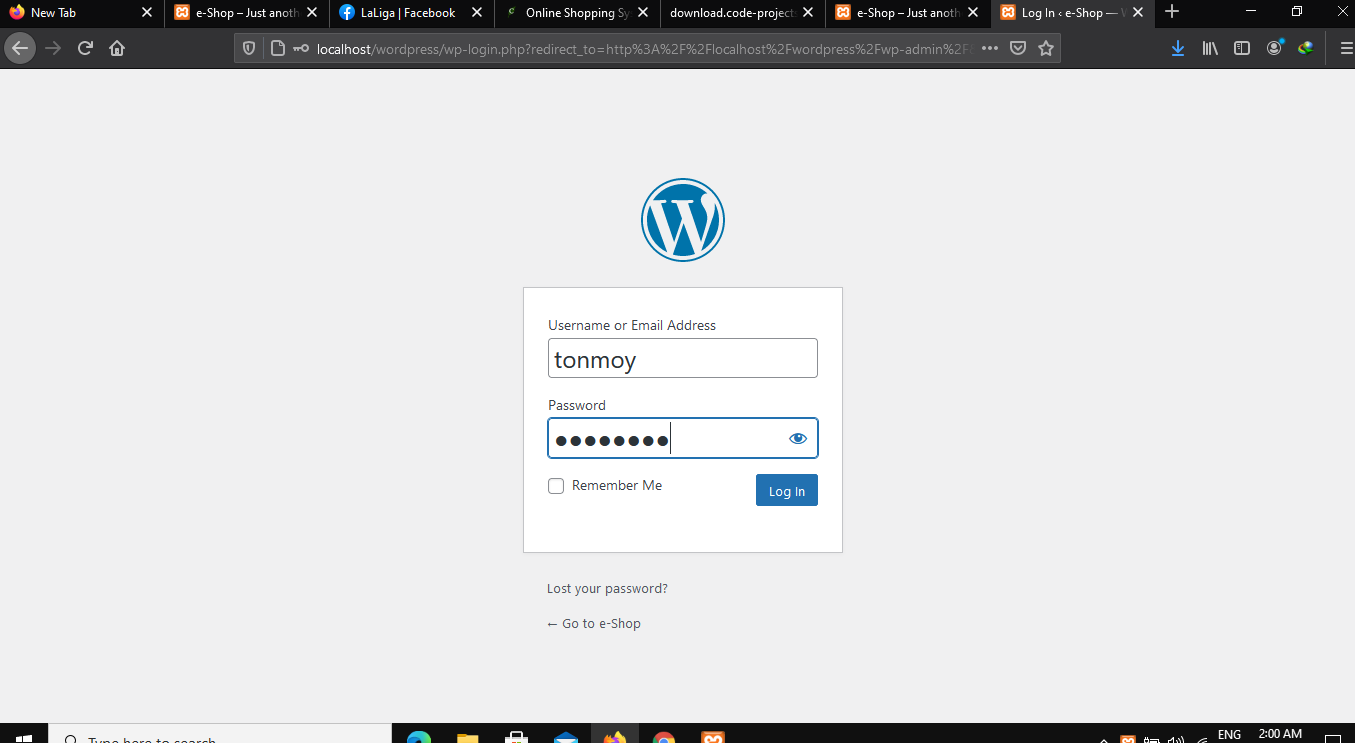 New Tab
e-Shop – Just anoth
LaLiga | Facebook
Online Shopping Sy
download.code-projects
e-Shop – Just anoth
Log In ‹ e-Shop — W
localhost/wordpress/wp-login.php?redirect_to=http%3A%2F%2Flocalhost%2Fwordpress%2Fwp-admin%2F
Username or Email Address
tonmoy
Password
Remember Me
Log In
Lost your password?
← Go to e-Shop
Type here to search
ENG
2:00 AM